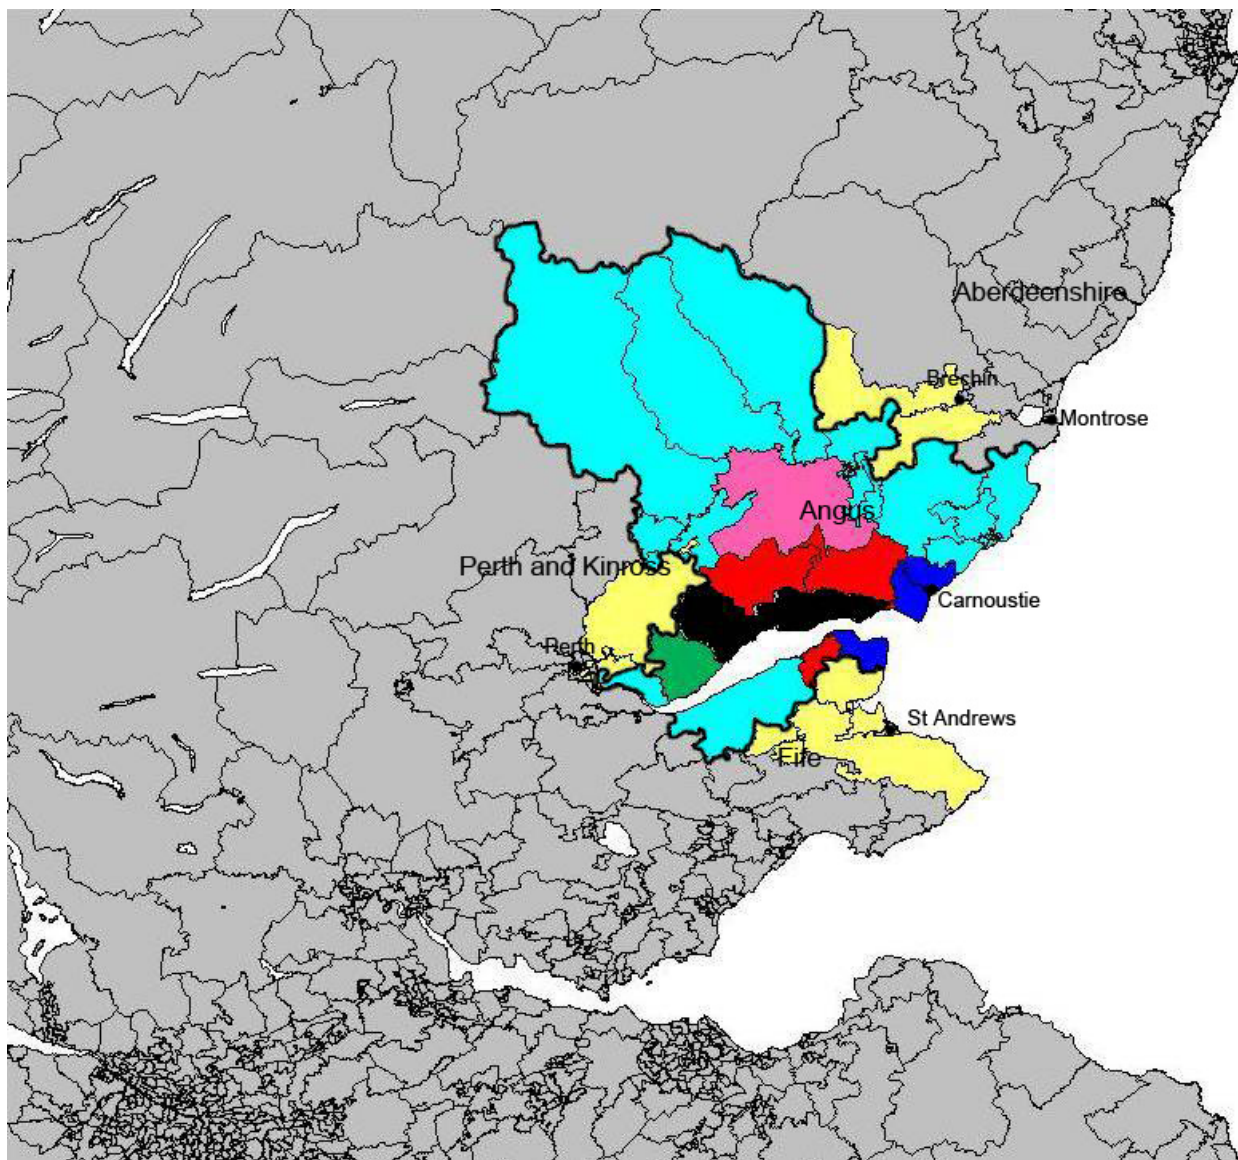 Aberdeenshire
Brechin
Montrose
Angus
Perth and Kinross
Carnoustie
Perth
St Andrews
Fife